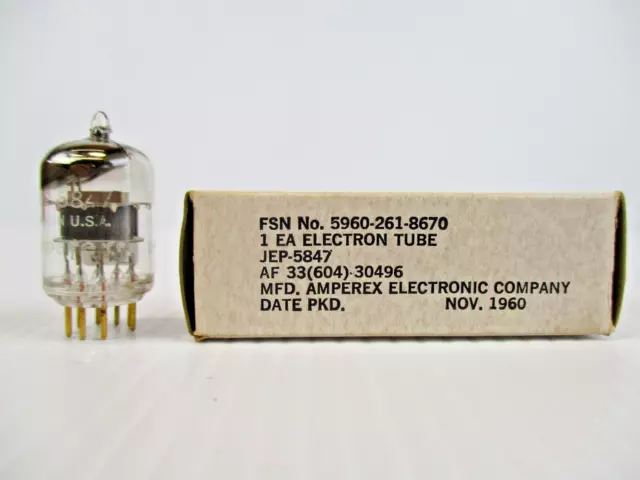 5847
N U.S.A.
FSN No. 5960-261-8670
1 EA ELECTRON TUBE
JEP-5847
AF 33(604)-30496
MFD. AMPEREX ELECTRONIC COMPANY
DATE PKD. NOV. 1960